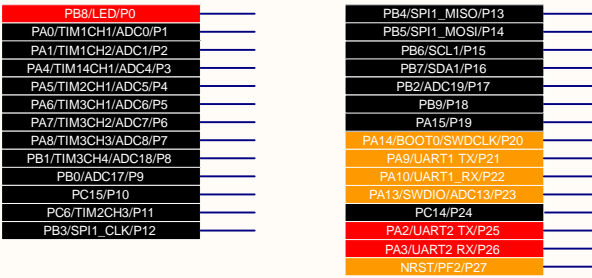 PB8/LED/P0
PA0/TIM1CH1/ADC0/P1
PA1/TIM1CH2/ADC1/P2
PA4/TIM14CH1/ADC4/P3
PA5/TIM2CH1/ADC5/P4
PA6/TIM3CH1/ADC6/P5
PA7/TIM3CH2/ADC7/P6
PA8/TIM3CH3/ADC8/P7
PB1/TIM3CH4/ADC18/P8
PB0/ADC17/P9
PC15/P10
PC6/TIM2CH3/P11
PB3/SPI1_CLK/P12
PB4/SPI1_MISO/P13
PB5/SPI1_MOSI/P14
PB6/SCL1/P15
PB7/SDA1/P16
PB2/ADC19/P17
PB9/P18
PA15/P19
PA14/BOOT0/SWDCLK/P20
PA9/UART1 TX/P21
PA10/UART1_RX/P22
PA13/SWDIO/ADC13/P23
PC14/P24
PA2/UART2 TX/P25
PA3/UART2 RX/P26
NRST/PF2/P27